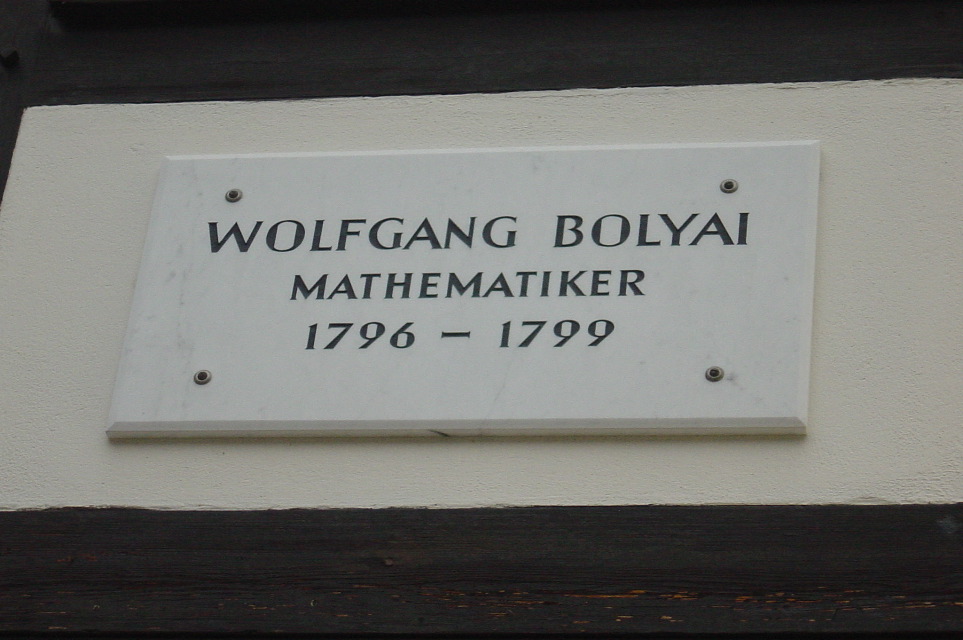 WOLFGANG BOLYAI
MATHEMATIKER
1796 – 1799